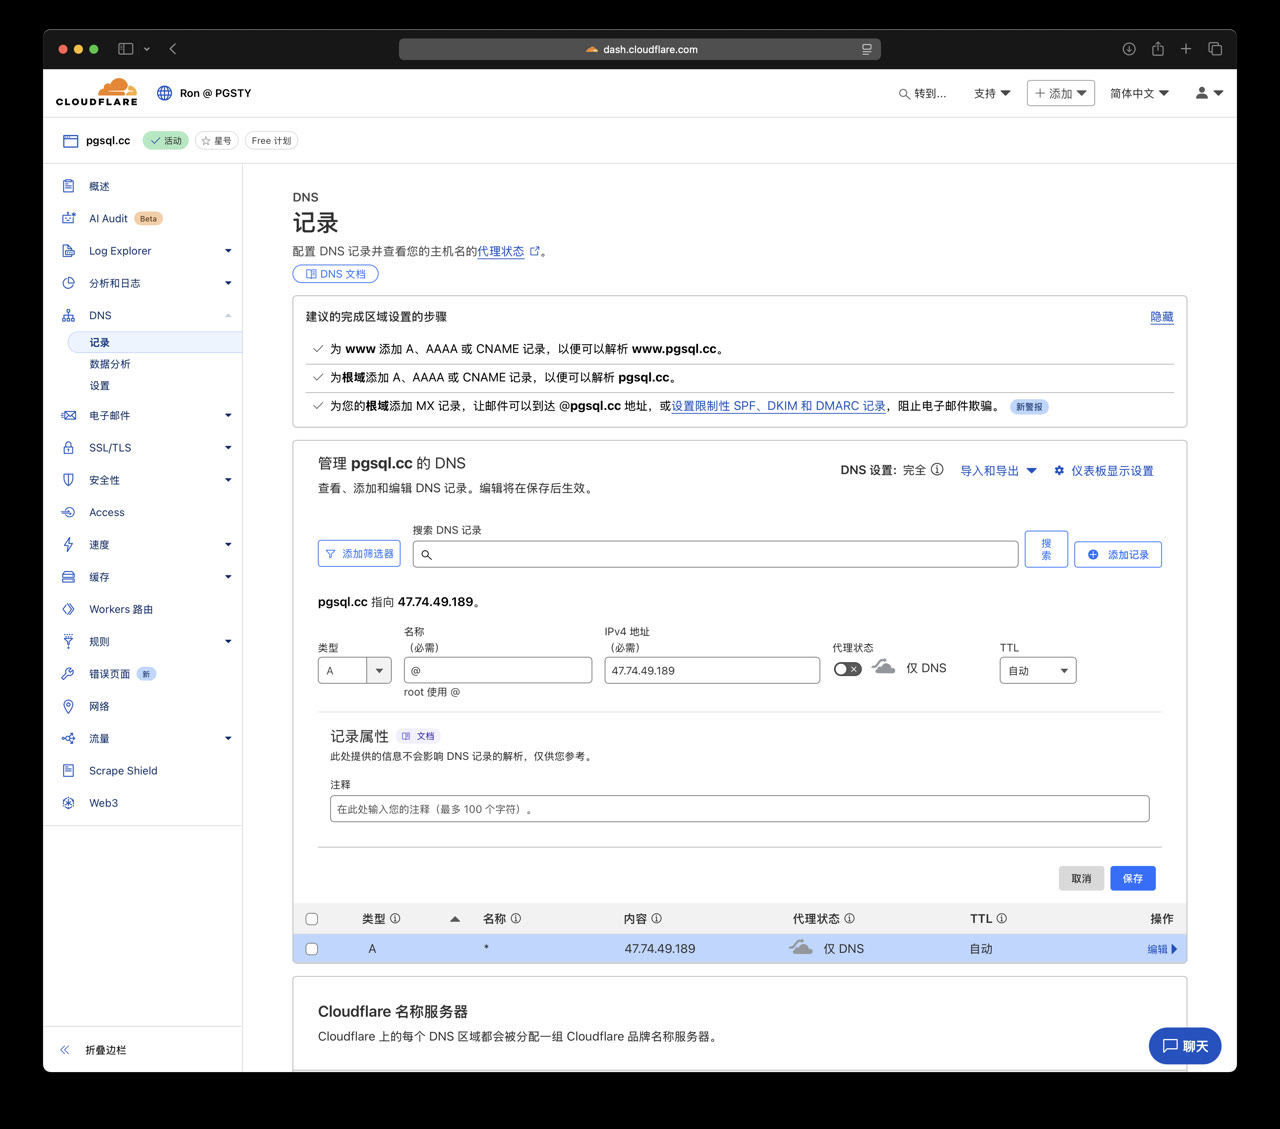 dash.cloudflare.com
CLOUDFLARE
Ron @ PGSTY
转到...
支持
添加
简体中文
pgsql.cc
活动
星号
Free 计划
概述
AI Audit Beta
Log Explorer
分析和日志
DNS
记录
数据分析
设置
电子邮件
SSL/TLS
安全性
Access
速度
缓存
Workers 路由
规则
错误页面 新
网络
流量
Scrape Shield
Web3
折叠边栏
DNS
记录
配置 DNS 记录并查看您的主机名的代理状态。
DNS 文档
建议的完成区域设置的步骤
隐藏
为 www 添加 A、AAAA 或 CNAME 记录，以便可以解析 www.pgsql.cc。
为根域添加 A、AAAA 或 CNAME 记录，以便可以解析 pgsql.cc。
为您的根域添加 MX 记录，让邮件可以到达 @pgsql.cc 地址，或设置限制性 SPF、DKIM 和 DMARC 记录，阻止电子邮件欺骗。 新警报
管理 pgsql.cc 的 DNS
查看、添加和编辑 DNS 记录。编辑将在保存后生效。
DNS 设置: 完全
导入和导出
仪表板显示设置
添加筛选器
搜索 DNS 记录
搜
索
添加记录
pgsql.cc 指向 47.74.49.189。
类型
A
名称
（必需）
@
root 使用 @
IPv4 地址
（必需）
47.74.49.189
代理状态
仅 DNS
TTL
自动
记录属性 文档
此处提供的信息不会影响 DNS 记录的解析，仅供您参考。
注释
在此处输入您的注释（最多 100 个字符）。
取消
保存
类型 名称 内容 代理状态 TTL 操作
A * 47.74.49.189 仅 DNS 自动 编辑
Cloudflare 名称服务器
Cloudflare 上的每个 DNS 区域都会被分配一组 Cloudflare 品牌名称服务器。
聊天